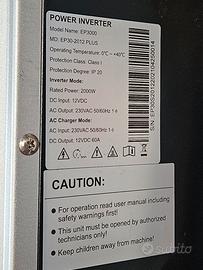 POWER INVERTER
Model Name: EP3000
MD: EP30-2012 PLUS
Operating Temperature: 0℃ ~ +40℃
Protection Class: Class I
Protection Degree: IP 20
Inverter Mode:
Rated Power: 2000W
DC Input: 12VDC
AC Output: 230VAC 50/60Hz 1 ϕ
AC Charger Mode:
AC Input: 230VAC 50/60Hz 1 ϕ
DC Output: 12VDC 60A
CAUTION:
• For operation read user manual including
safety warnings first!
• This unit must be opened by authorized
technicians only!
• Keep children away from machine!
subito